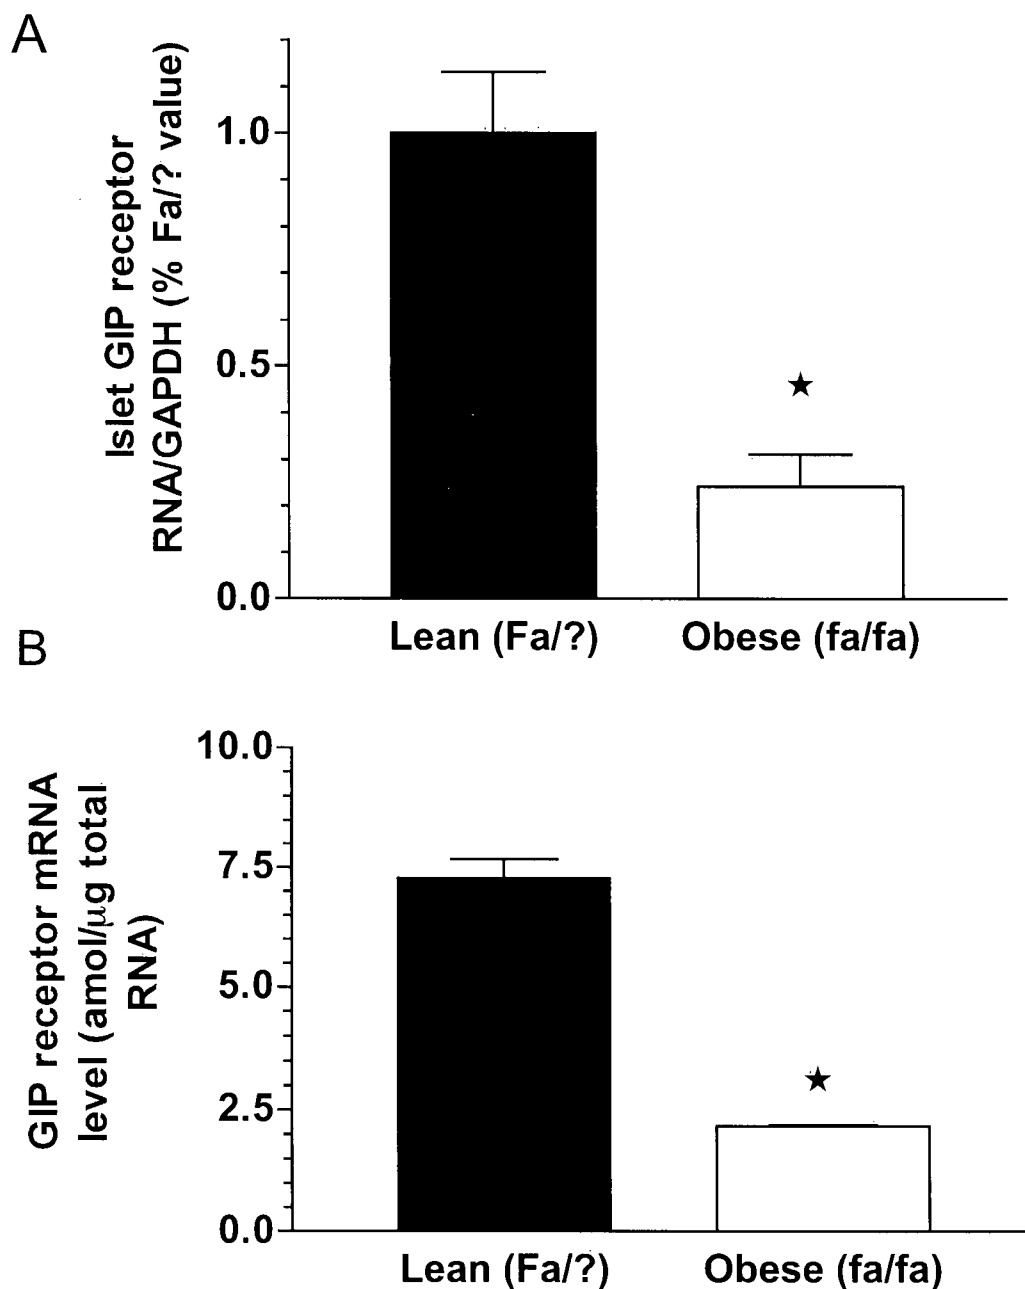 A
Islet GIP receptor
RNA/GAPDH (% Fa/? value)
1.0
0.5
0.0
★
Lean (Fa/?) Obese (fa/fa)
B
GIP receptor mRNA
level (amol/μg total
RNA)
10.0
7.5
5.0
2.5
0.0
★
Lean (Fa/?) Obese (fa/fa)